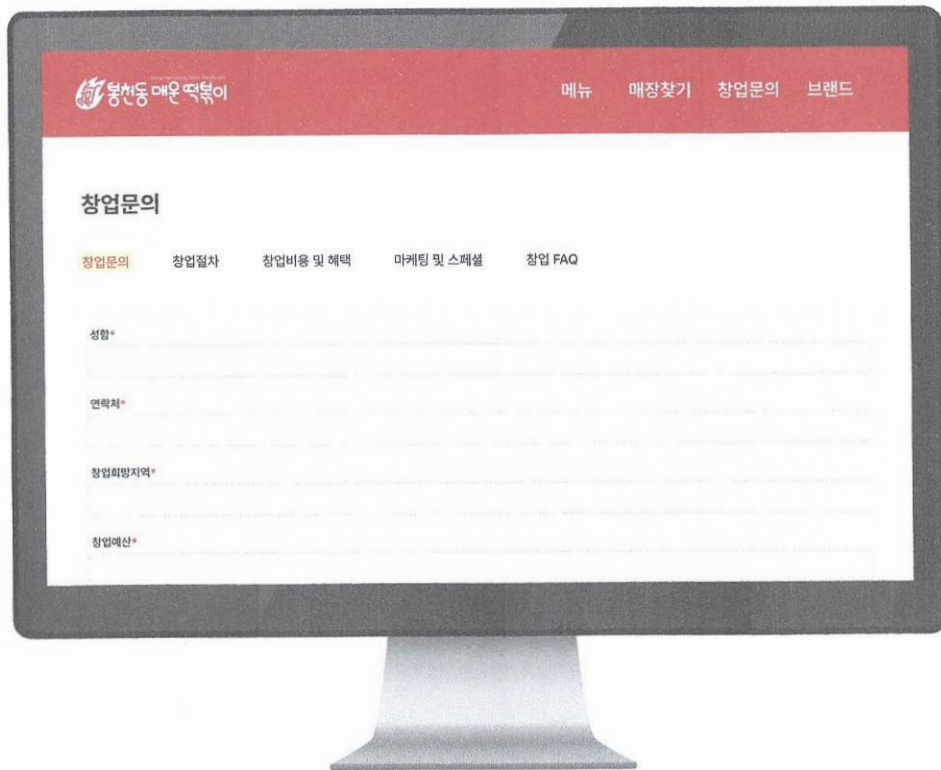 봉천동 매운 떡볶이
메뉴 매장찾기 창업문의 브랜드
창업문의
창업문의 창업절차 창업비용 및 혜택 마케팅 및 스페셜 창업 FAQ
성함*
연락처*
창업희망지역*
창업예산*